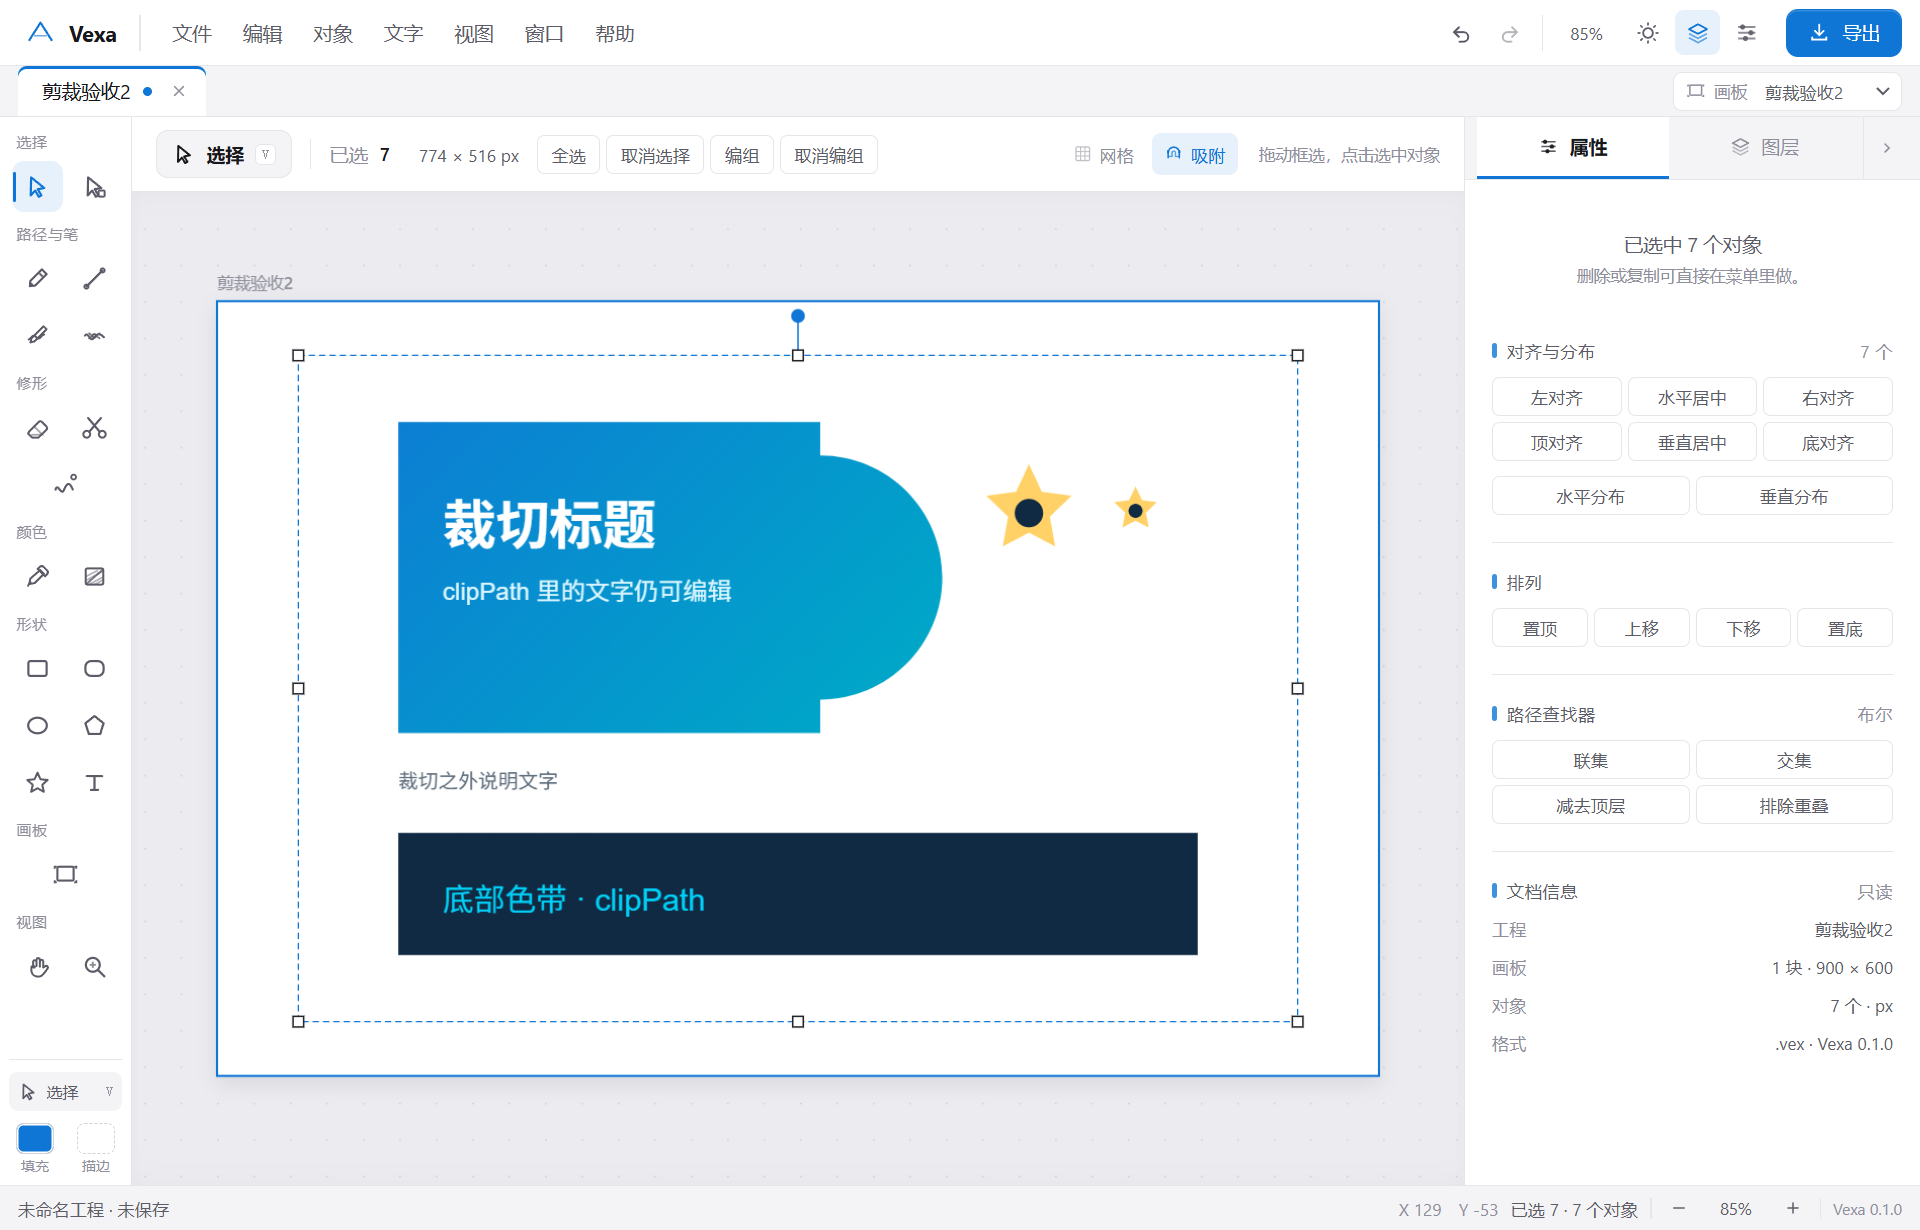 Vexa
文件 编辑 对象 文字 视图 窗口 帮助
85%
导出
剪裁验收2
画板 剪裁验收2
选择
选择 V
已选 7 774 × 516 px
全选 取消选择 编组 取消编组
网格 吸附 拖动框选，点击选中对象
属性 图层
路径与笔
修形
颜色
形状
画板
视图
选择 V
填充 描边
剪裁验收2
裁切标题
clipPath 里的文字仍可编辑
裁切之外说明文字
底部色带 · clipPath
已选中 7 个对象
删除或复制可直接在菜单里做。
对齐与分布 7 个
左对齐 水平居中 右对齐
顶对齐 垂直居中 底对齐
水平分布 垂直分布
排列
置顶 上移 下移 置底
路径查找器 布尔
联集 交集
减去顶层 排除重叠
文档信息 只读
工程 剪裁验收2
画板 1 块 · 900 × 600
对象 7 个 · px
格式 .vex · Vexa 0.1.0
未命名工程 · 未保存
X 129 Y -53 已选 7 · 7 个对象
85%
Vexa 0.1.0